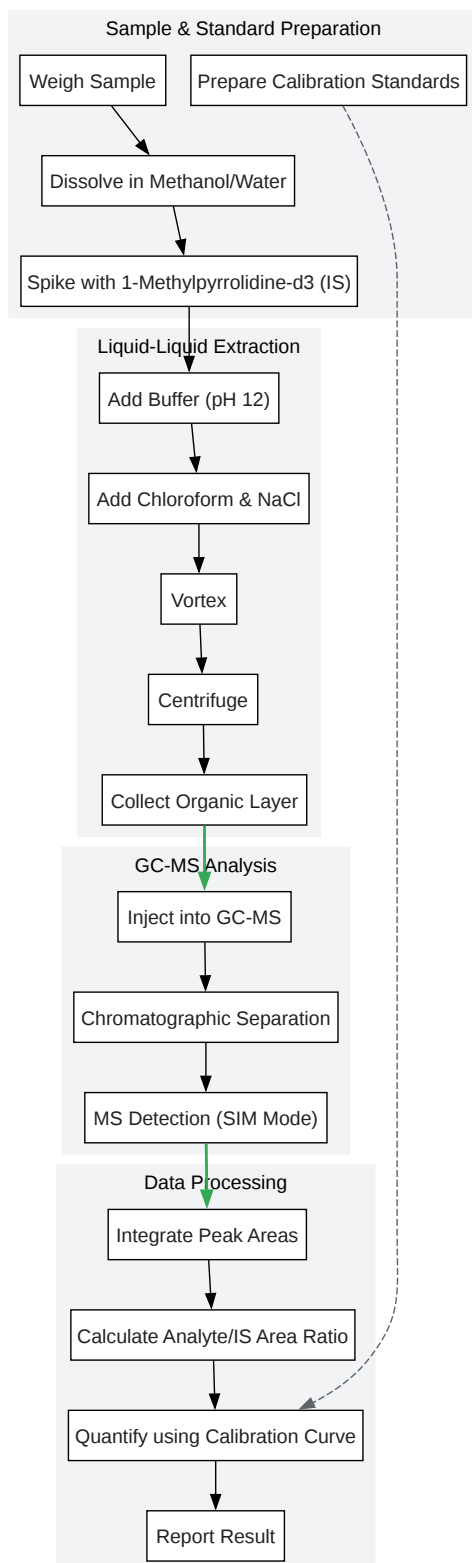 Sample & Standard Preparation
Weigh Sample
Prepare Calibration Standards
Dissolve in Methanol/Water
Spike with 1-Methylpyrrolidine-d3 (IS)
Liquid-Liquid Extraction
Add Buffer (pH 12)
Add Chloroform & NaCl
Vortex
Centrifuge
Collect Organic Layer
GC-MS Analysis
Inject into GC-MS
Chromatographic Separation
MS Detection (SIM Mode)
Data Processing
Integrate Peak Areas
Calculate Analyte/IS Area Ratio
Quantify using Calibration Curve
Report Result